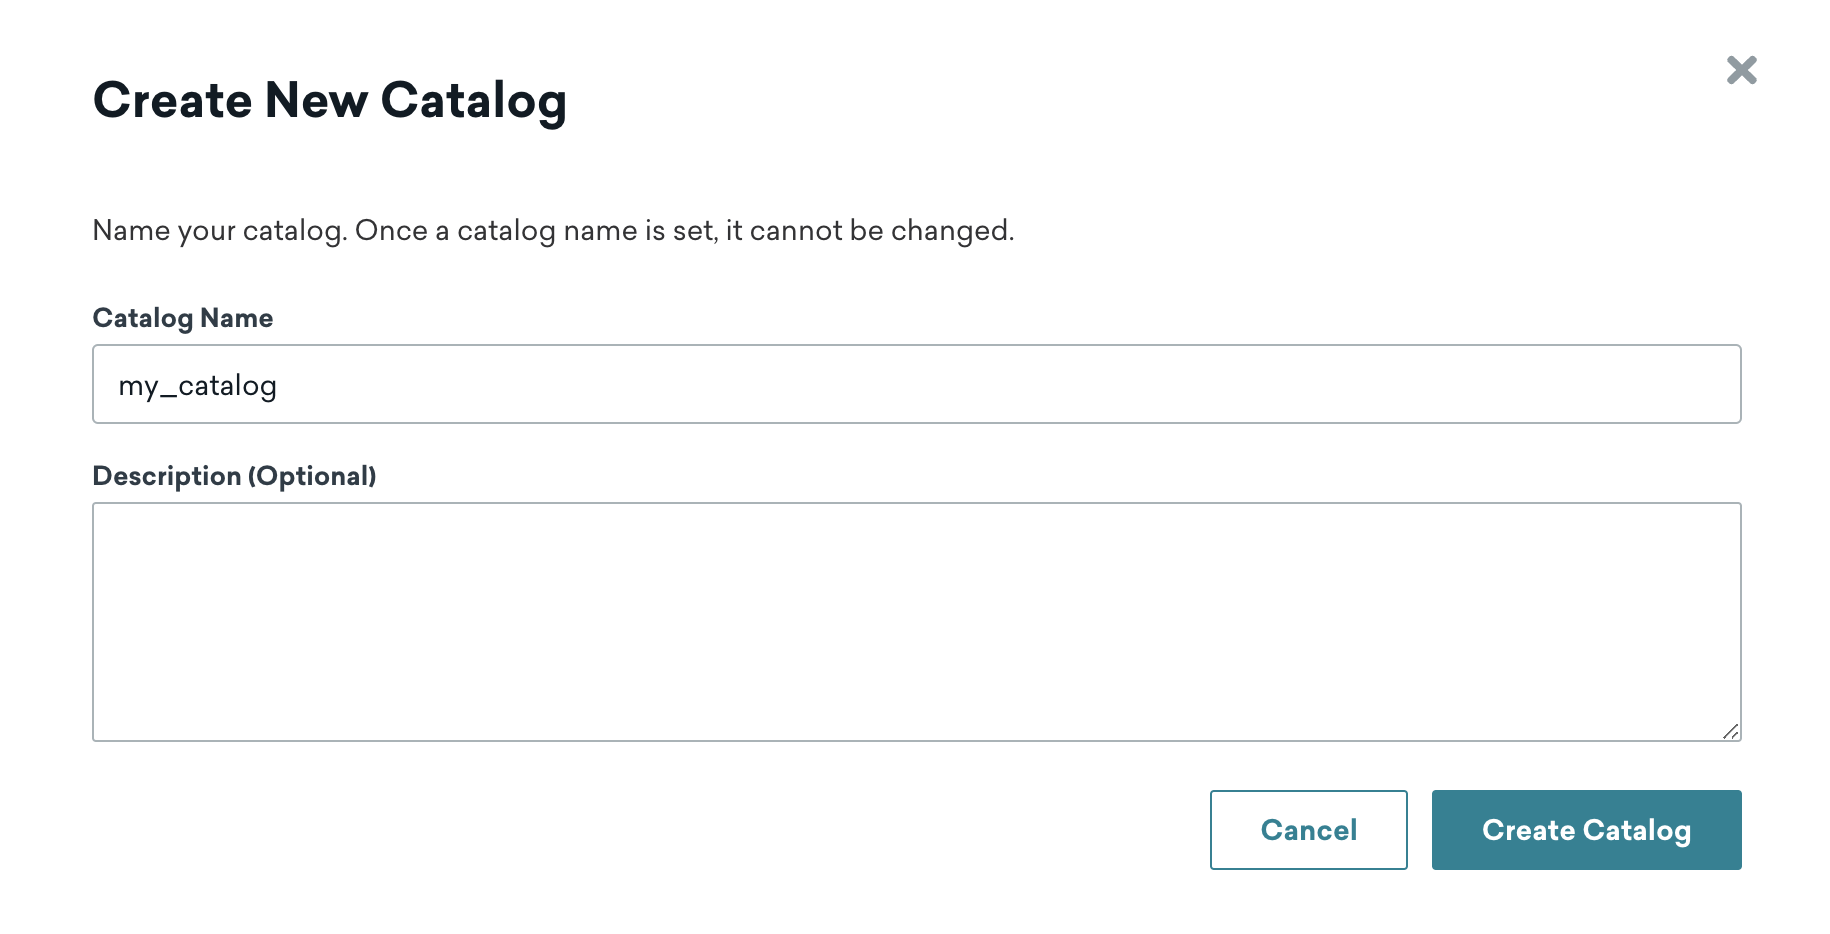 Create New Catalog
Name your catalog. Once a catalog name is set, it cannot be changed.
Catalog Name
my_catalog
Description (Optional)
Cancel
Create Catalog